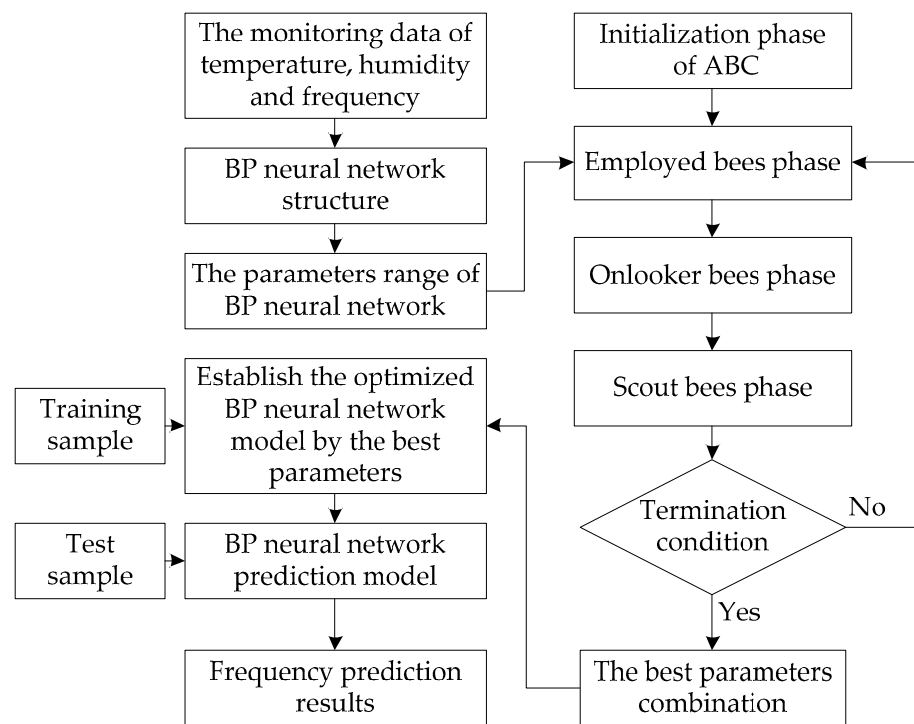 The monitoring data of
temperature, humidity
and frequency
BP neural network
structure
The parameters range of
BP neural network
Initialization phase
of ABC
Employed bees phase
Onlooker bees phase
Scout bees phase
Termination
condition
No
Yes
The best parameters
combination
Training
sample
Establish the optimized
BP neural network
model by the best
parameters
Test
sample
BP neural network
prediction model
Frequency prediction
results